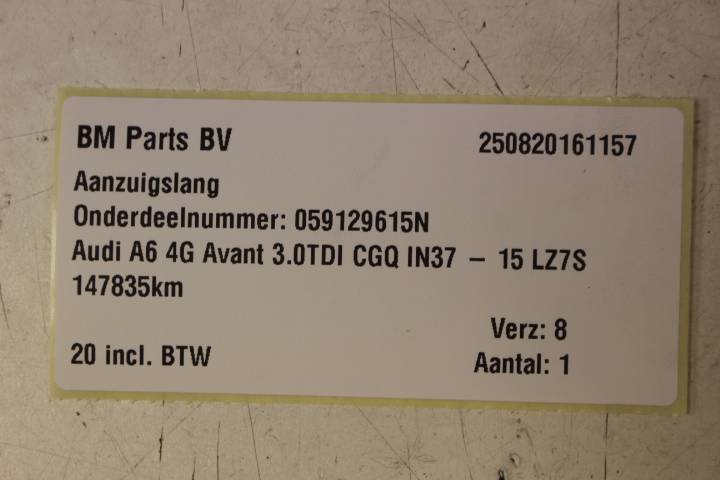 BM Parts BV 250820161157
Aanzuigslang
Onderdeelnummer: 059129615N
Audi A6 4G Avant 3.0TDI CGQ IN37 – 15 LZ7S
147835km
Verz: 8
20 incl. BTW Aantal: 1